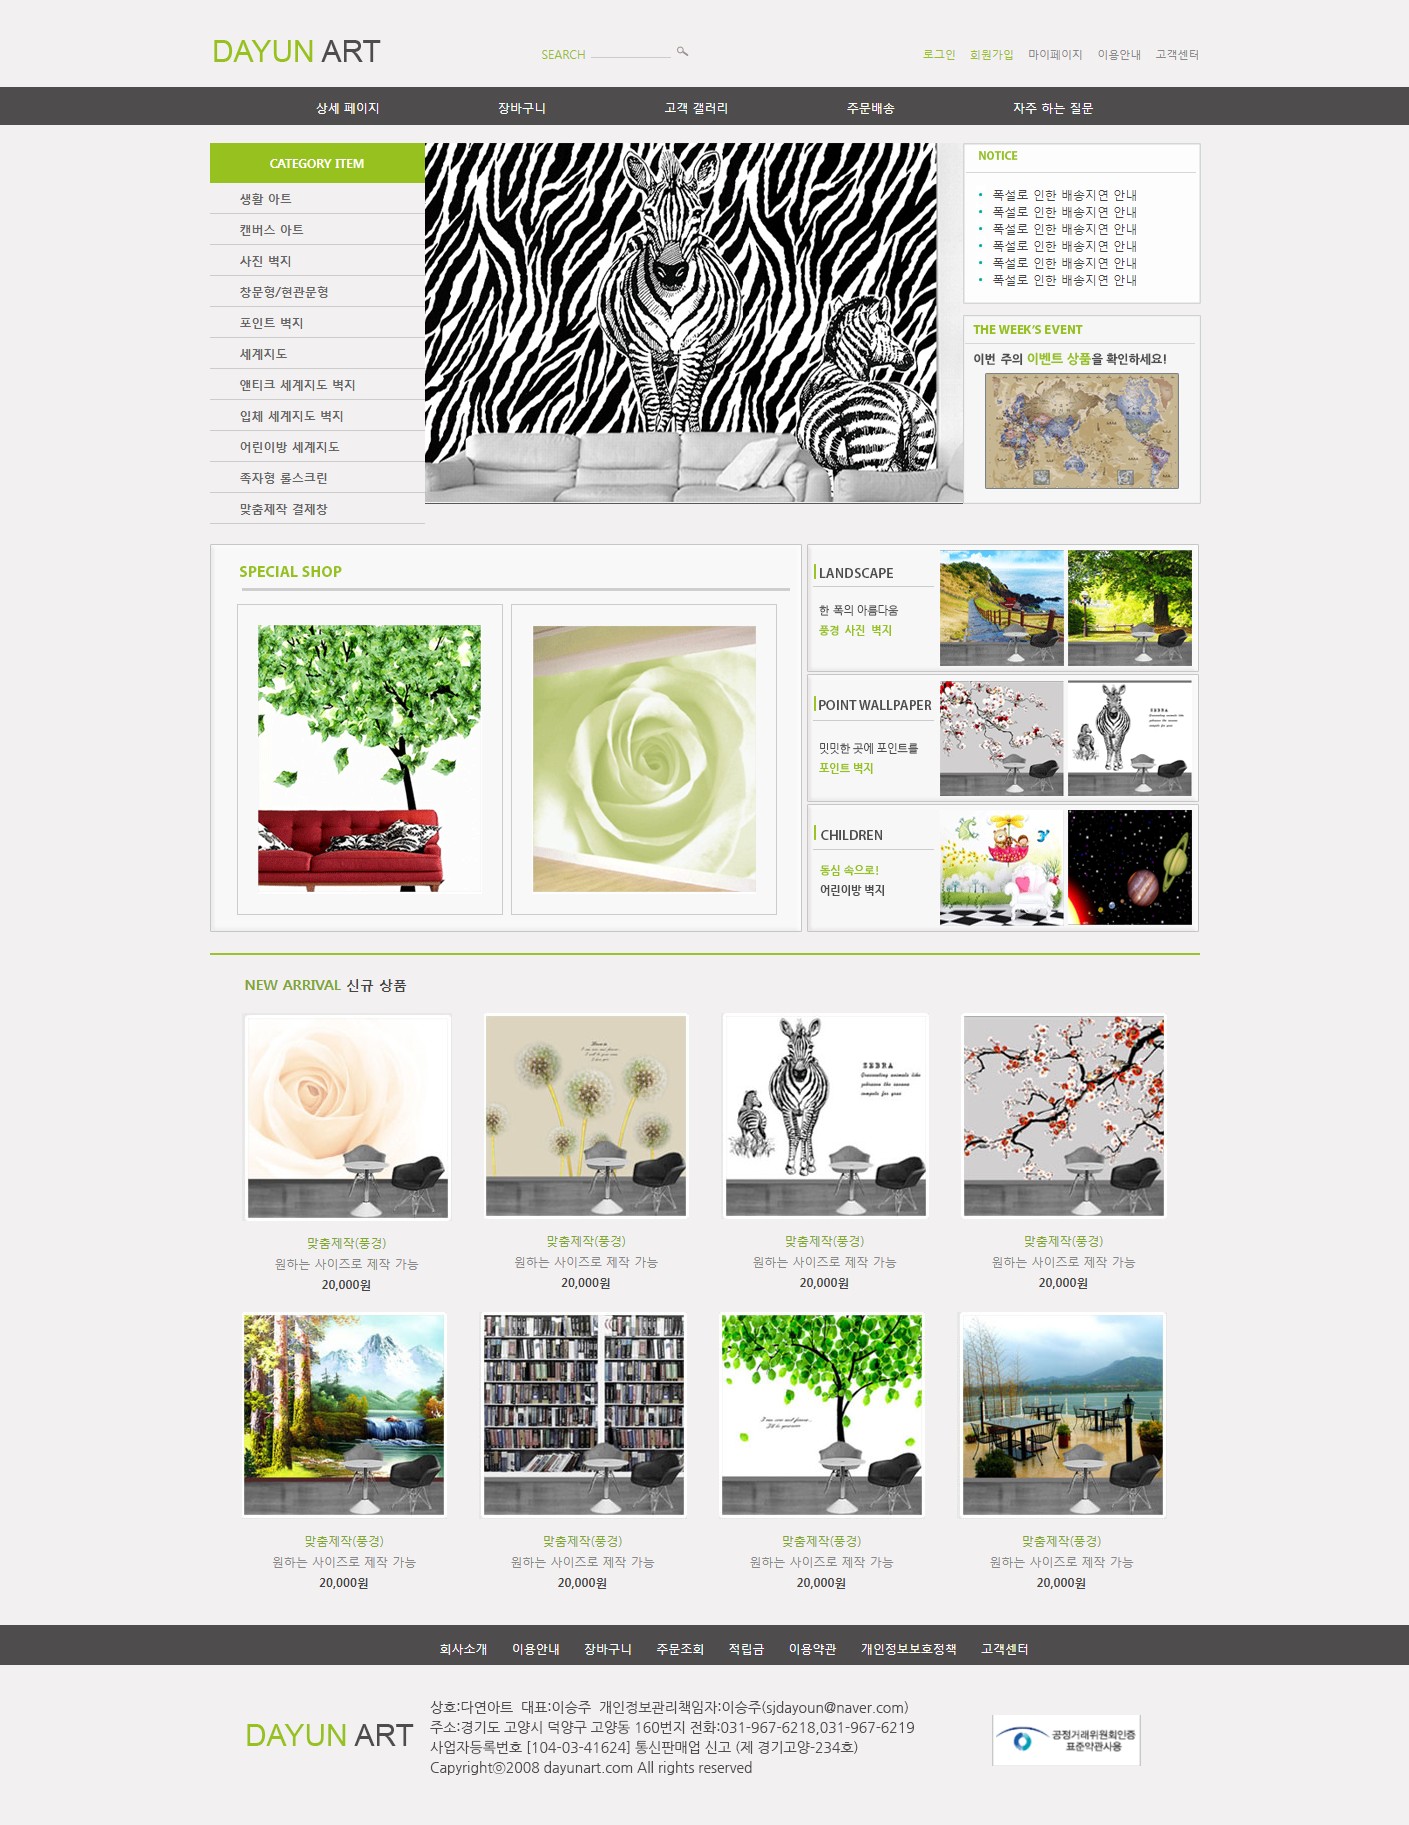 DAYUN ART
SEARCH
로그인 회원가입 마이페이지 이용안내 고객센터
상세 페이지 장바구니 고객 갤러리 주문배송 자주 하는 질문
CATEGORY ITEM
생활 아트
캔버스 아트
사진 벽지
창문형/현관문형
포인트 벽지
세계지도
앤티크 세계지도 벽지
입체 세계지도 벽지
어린이방 세계지도
족자형 롤스크린
맞춤제작 결제창
NOTICE
• 폭설로 인한 배송지연 안내
• 폭설로 인한 배송지연 안내
• 폭설로 인한 배송지연 안내
• 폭설로 인한 배송지연 안내
• 폭설로 인한 배송지연 안내
• 폭설로 인한 배송지연 안내
THE WEEK'S EVENT
이번 주의 이벤트 상품을 확인하세요!
SPECIAL SHOP
LANDSCAPE
한 폭의 아름다움
풍경 사진 벽지
POINT WALLPAPER
밋밋한 곳에 포인트를
포인트 벽지
ZEBRA
CHILDREN
동심 속으로!
어린이방 벽지
NEW ARRIVAL 신규 상품
ZEBRA
맞춤제작(풍경)
원하는 사이즈로 제작 가능
20,000원
맞춤제작(풍경)
원하는 사이즈로 제작 가능
20,000원
맞춤제작(풍경)
원하는 사이즈로 제작 가능
20,000원
맞춤제작(풍경)
원하는 사이즈로 제작 가능
20,000원
맞춤제작(풍경)
원하는 사이즈로 제작 가능
20,000원
맞춤제작(풍경)
원하는 사이즈로 제작 가능
20,000원
맞춤제작(풍경)
원하는 사이즈로 제작 가능
20,000원
맞춤제작(풍경)
원하는 사이즈로 제작 가능
20,000원
회사소개 이용안내 장바구니 주문조회 적립금 이용약관 개인정보보호정책 고객센터
DAYUN ART
상호:다연아트 대표:이승주 개인정보관리책임자:이승주(sjdayoun@naver.com)
주소:경기도 고양시 덕양구 고양동 160번지 전화:031-967-6218,031-967-6219
사업자등록번호 [104-03-41624] 통신판매업 신고 (제 경기고양-234호)
Capyrightⓒ2008 dayunart.com All rights reserved
공정거래위원회인증
표준약관사용